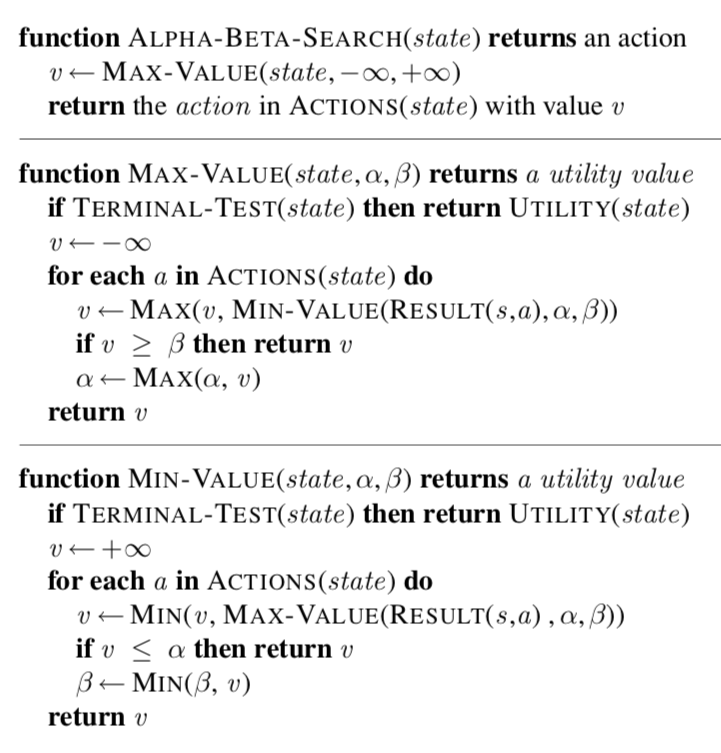 function ALPHA-BETA-SEARCH(state) returns an action
v ← MAX-VALUE(state, −∞, +∞)
return the action in ACTIONS(state) with value v
function MAX-VALUE(state, α, β) returns a utility value
if TERMINAL-TEST(state) then return UTILITY(state)
v ← −∞
for each a in ACTIONS(state) do
v ← MAX(v, MIN-VALUE(RESULT(s,a), α, β))
if v ≥ β then return v
α ← MAX(α, v)
return v
function MIN-VALUE(state, α, β) returns a utility value
if TERMINAL-TEST(state) then return UTILITY(state)
v ← +∞
for each a in ACTIONS(state) do
v ← MIN(v, MAX-VALUE(RESULT(s,a) , α, β))
if v ≤ α then return v
β ← MIN(β, v)
return v